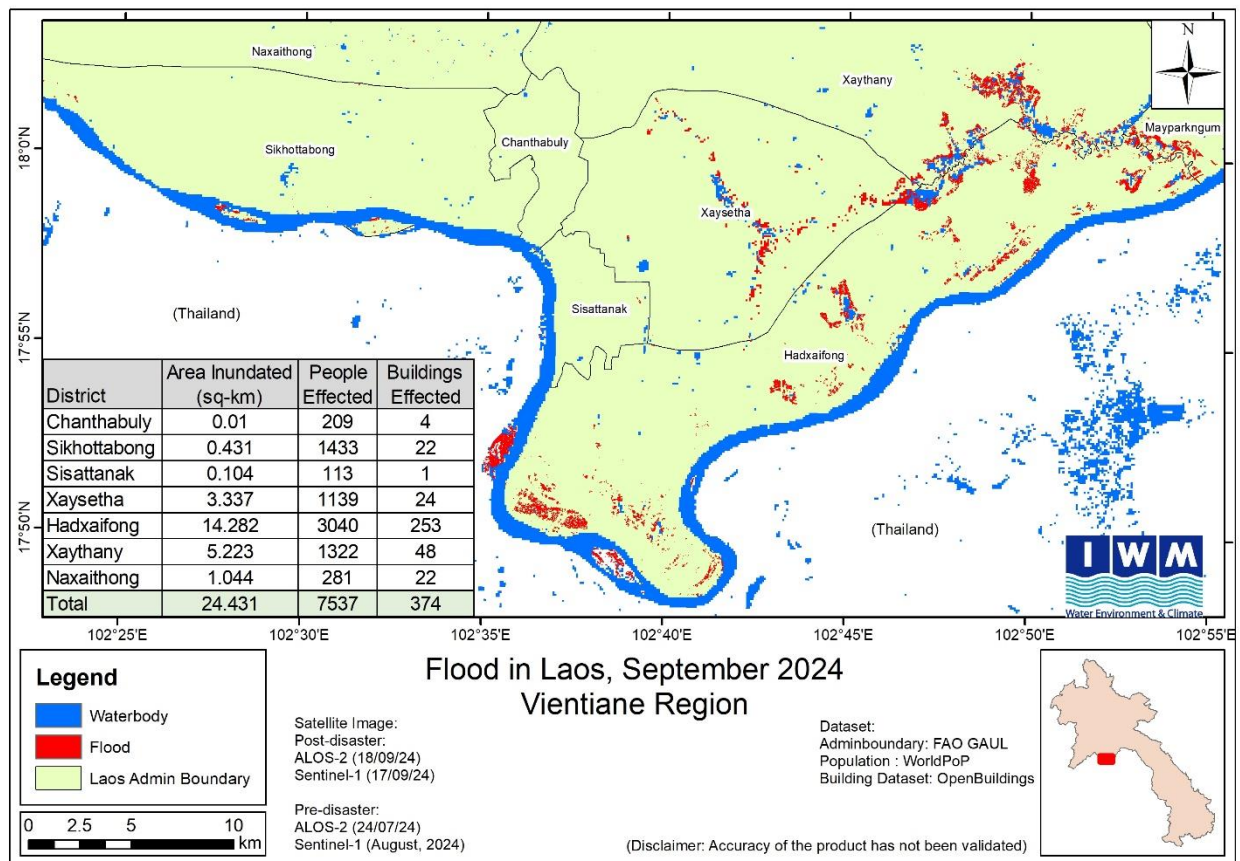 N
Naxaithong
Xaythany
Mayparkngum
Chanthabuly
Sikhottabong
Xaysetha
Sisattanak
Hadxaifong
(Thailand)
(Thailand)
18°0'N
17°55'N
17°50'N
District Area Inundated (sq-km) People Effected Buildings Effected
Chanthabuly 0.01 209 4
Sikhottabong 0.431 1433 22
Sisattanak 0.104 113 1
Xaysetha 3.337 1139 24
Hadxaifong 14.282 3040 253
Xaythany 5.223 1322 48
Naxaithong 1.044 281 22
Total 24.431 7537 374
IWM
Water Environment & Climate
102°25'E 102°30'E 102°35'E 102°40'E 102°45'E 102°50'E 102°55'E
Legend
Waterbody
Flood
Laos Admin Boundary
0 2.5 5 10
km
Flood in Laos, September 2024
Vientiane Region
Satellite Image:
Post-disaster:
ALOS-2 (18/09/24)
Sentinel-1 (17/09/24)
Pre-disaster:
ALOS-2 (24/07/24)
Sentinel-1 (August, 2024)
Dataset:
Adminboundary: FAO GAUL
Population : WorldPoP
Building Dataset: OpenBuildings
(Disclaimer: Accuracy of the product has not been validated)